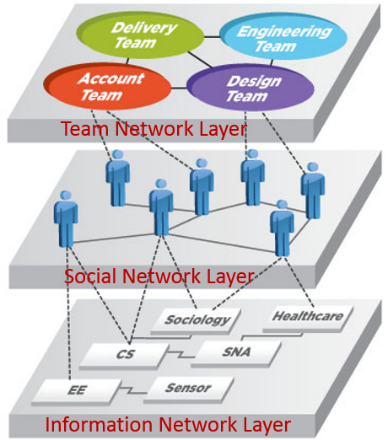 Delivery
Team
Engineering
Team
Account
Team
Design
Team
Team Network Layer
Social Network Layer
Sociology
Healthcare
CS
SNA
EE
Sensor
Information Network Layer